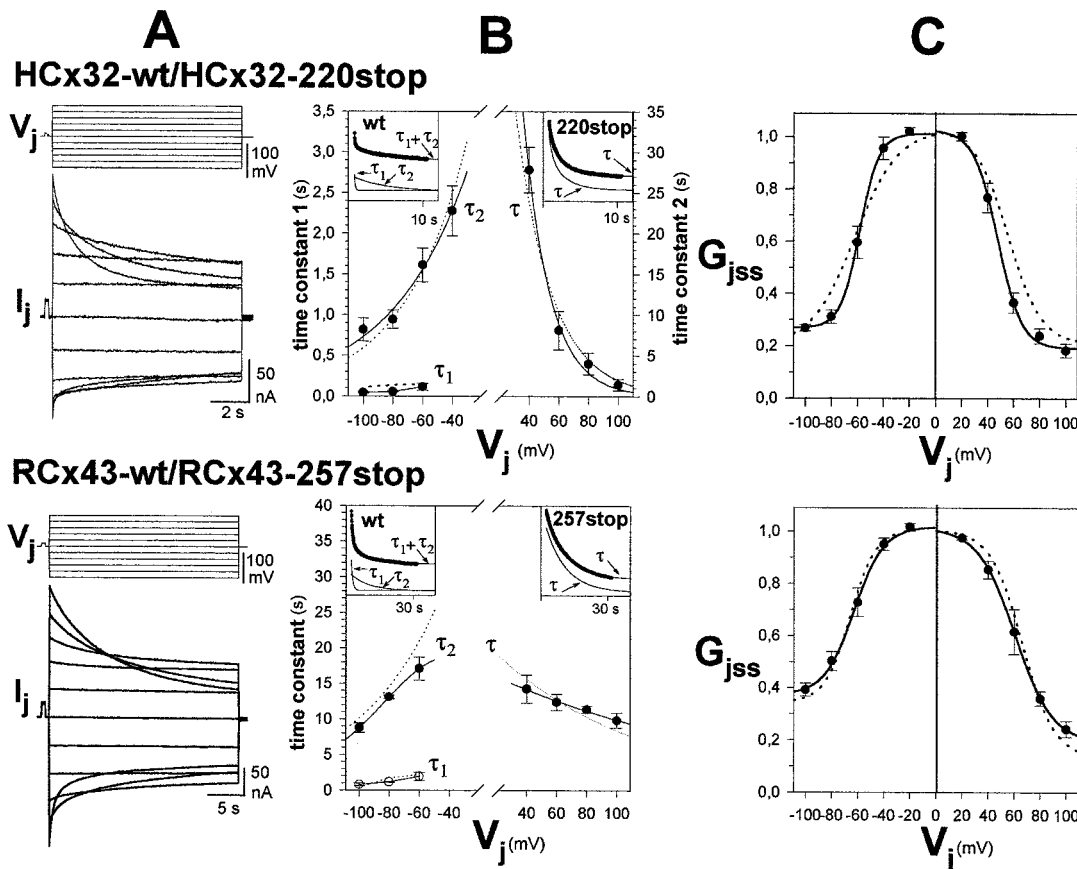 A
B
C
HCx32-wt/HCx32-220stop
Vj
100
mV
Ij
50
nA
2 s
time constant 1 (s)
3,5
3,0
2,5
2,0
1,5
1,0
0,5
0,0
wt
τ1+ τ2
τ1
τ2
10 s
τ2
τ1
220stop
τ
τ
10 s
τ
35
30
25
20
15
10
5
0
time constant 2 (s)
-100 -80 -60 -40
40 60 80 100
Vj (mV)
Gjss
1,0
0,8
0,6
0,4
0,2
0,0
-100 -80 -60 -40 -20 0 20 40 60 80 100
Vj (mV)
RCx43-wt/RCx43-257stop
Vj
100
mV
Ij
50
nA
5 s
time constant (s)
40
35
30
25
20
15
10
5
0
wt
τ1+ τ2
τ1
τ2
30 s
τ2
τ1
257stop
τ
τ
30 s
τ
-100 -80 -60 -40
40 60 80 100
Vj (mV)
Gjss
1,0
0,8
0,6
0,4
0,2
0,0
-100 -80 -60 -40 -20 0 20 40 60 80 100
Vj (mV)